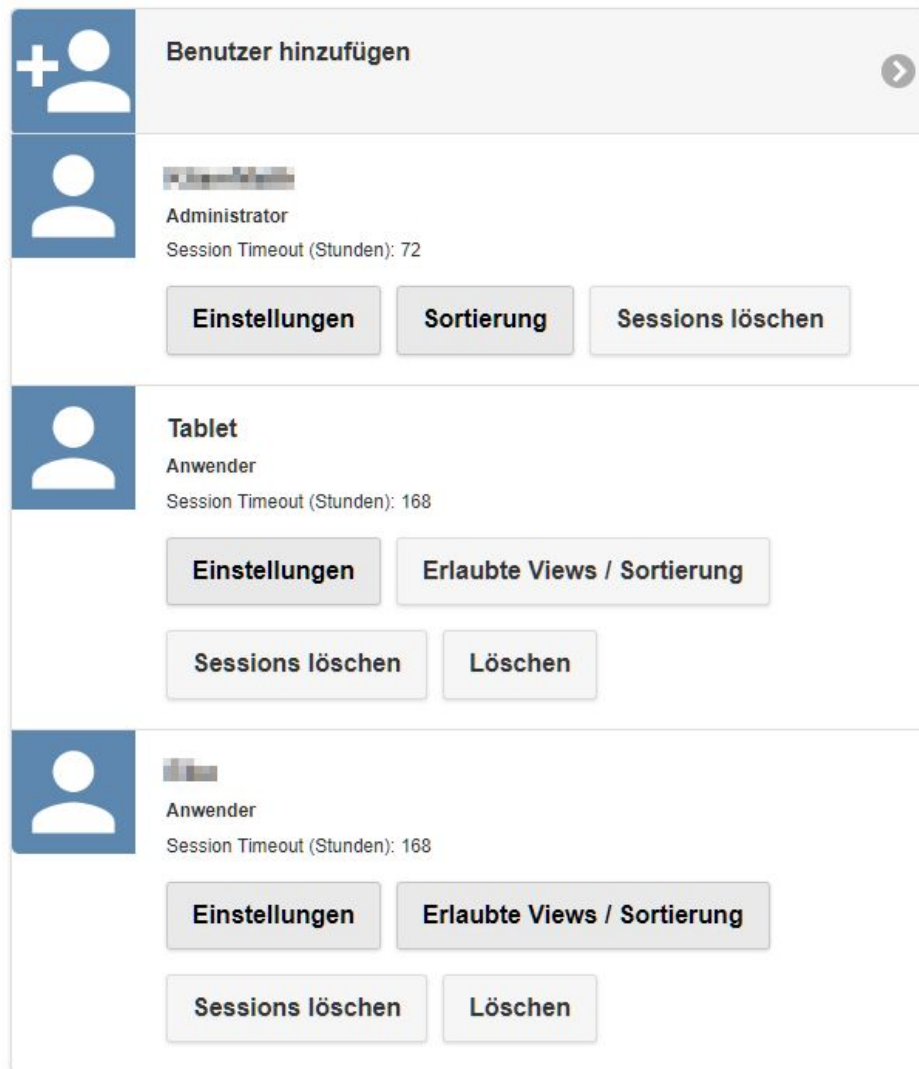 Benutzer hinzufügen
Administrator
Session Timeout (Stunden): 72
Einstellungen Sortierung Sessions löschen
Tablet
Anwender
Session Timeout (Stunden): 168
Einstellungen Erlaubte Views / Sortierung
Sessions löschen Löschen
Anwender
Session Timeout (Stunden): 168
Einstellungen Erlaubte Views / Sortierung
Sessions löschen Löschen